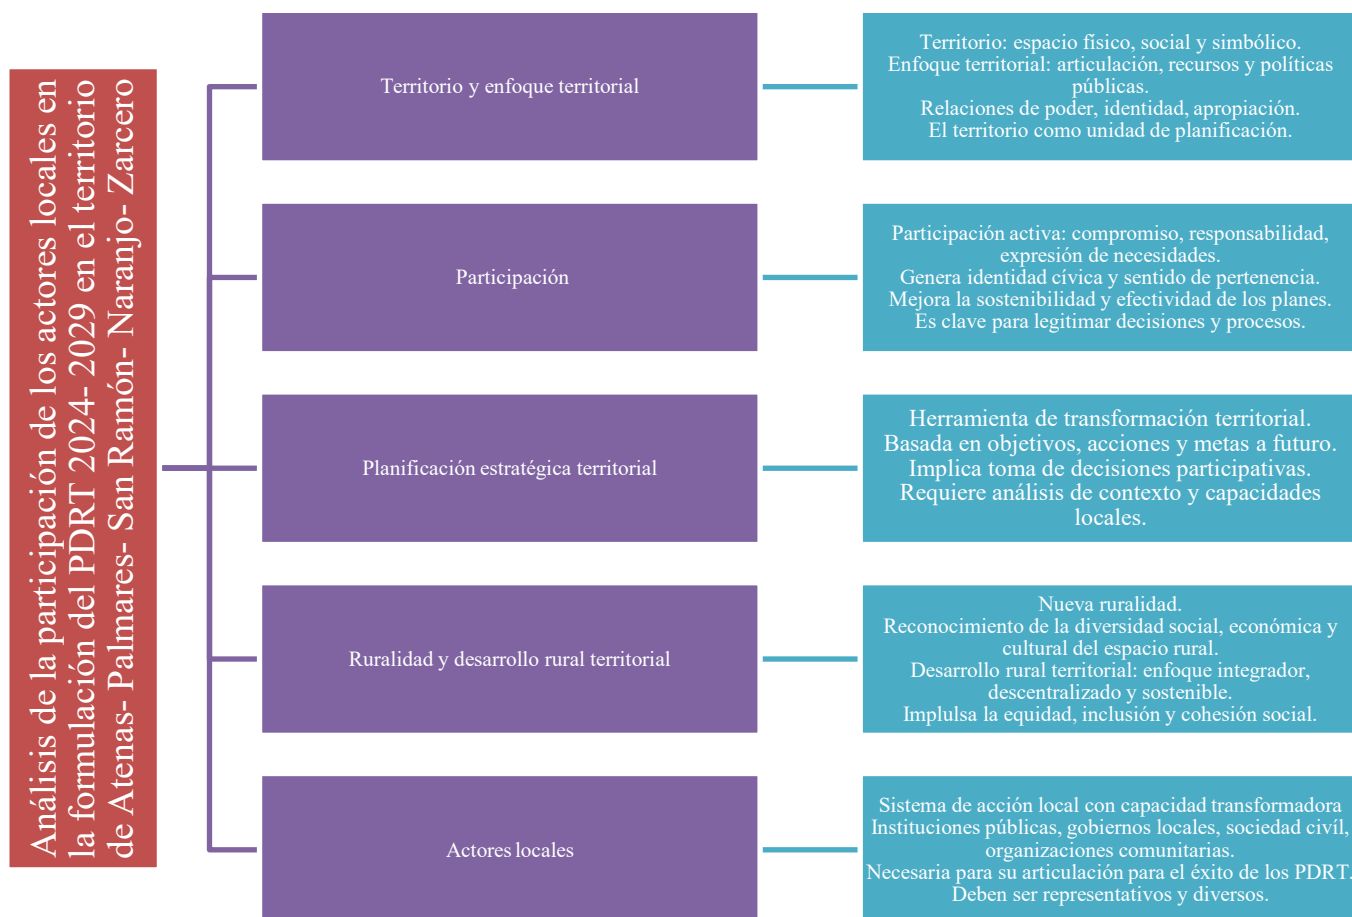 Análisis de la participación de los actores locales en
la formulación del PDRT 2024- 2029 en el territorio
de Atenas- Palmares- San Ramón- Naranjo- Zarcero
Territorio y enfoque territorial
Territorio: espacio físico, social y simbólico.
Enfoque territorial: articulación, recursos y políticas
públicas.
Relaciones de poder, identidad, apropiación.
El territorio como unidad de planificación.
Participación
Participación activa: compromiso, responsabilidad,
expresión de necesidades.
Genera identidad cívica y sentido de pertenencia.
Mejora la sostenibilidad y efectividad de los planes.
Es clave para legitimar decisiones y procesos.
Planificación estratégica territorial
Herramienta de transformación territorial.
Basada en objetivos, acciones y metas a futuro.
Implica toma de decisiones participativas.
Requiere análisis de contexto y capacidades
locales.
Ruralidad y desarrollo rural territorial
Nueva ruralidad.
Reconocimiento de la diversidad social, económica y
cultural del espacio rural.
Desarrollo rural territorial: enfoque integrador,
descentralizado y sostenible.
Implulsa la equidad, inclusión y cohesión social.
Actores locales
Sistema de acción local con capacidad transformadora
Instituciones públicas, gobiernos locales, sociedad civíl,
organizaciones comunitarias.
Necesaria para su articulación para el éxito de los PDRT.
Deben ser representativos y diversos.